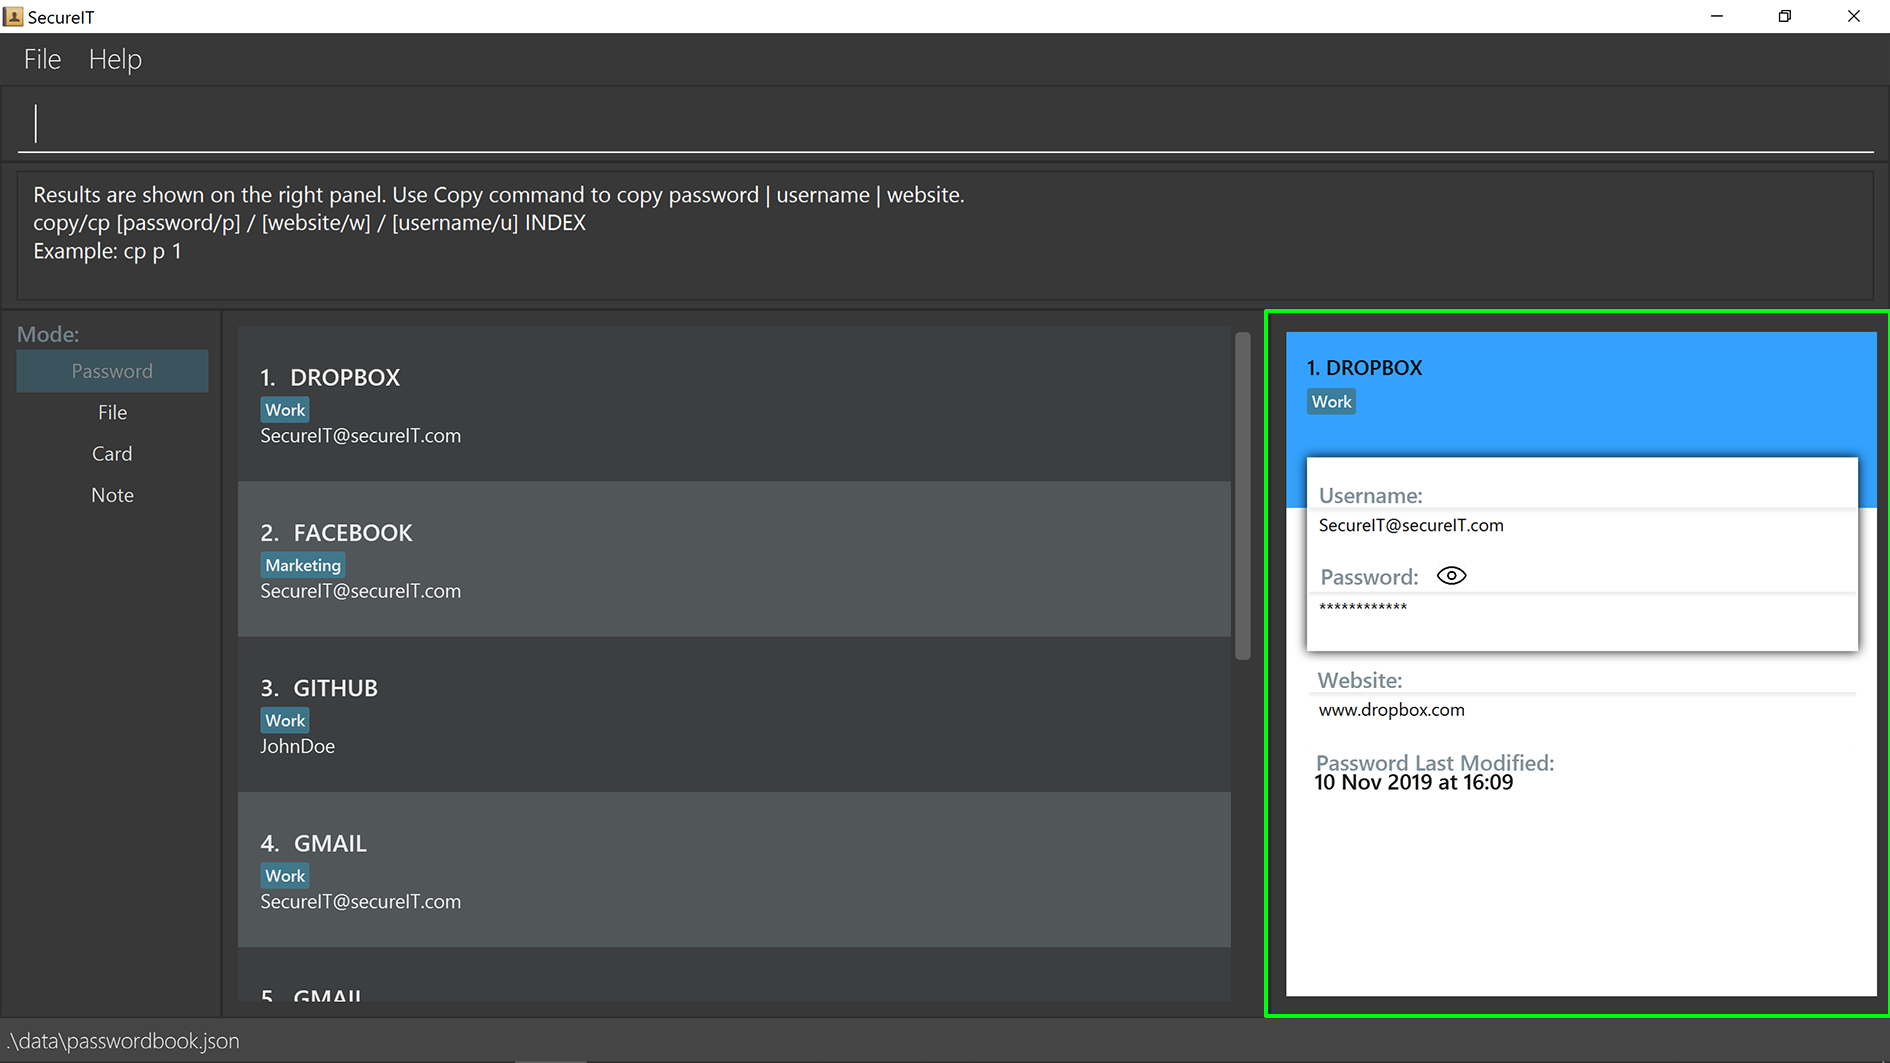 SecureIT
File Help
Results are shown on the right panel. Use Copy command to copy password | username | website.
copy/cp [password/p] / [website/w] / [username/u] INDEX
Example: cp p 1
Mode:
Password
File
Card
Note
1. DROPBOX
Work
SecureIT@secureIT.com
2. FACEBOOK
Marketing
SecureIT@secureIT.com
3. GITHUB
Work
JohnDoe
4. GMAIL
Work
SecureIT@secureIT.com
5. GMAIL
1. DROPBOX
Work
Username:
SecureIT@secureIT.com
Password:
************
Website:
www.dropbox.com
Password Last Modified:
10 Nov 2019 at 16:09
.\data\passwordbook.json